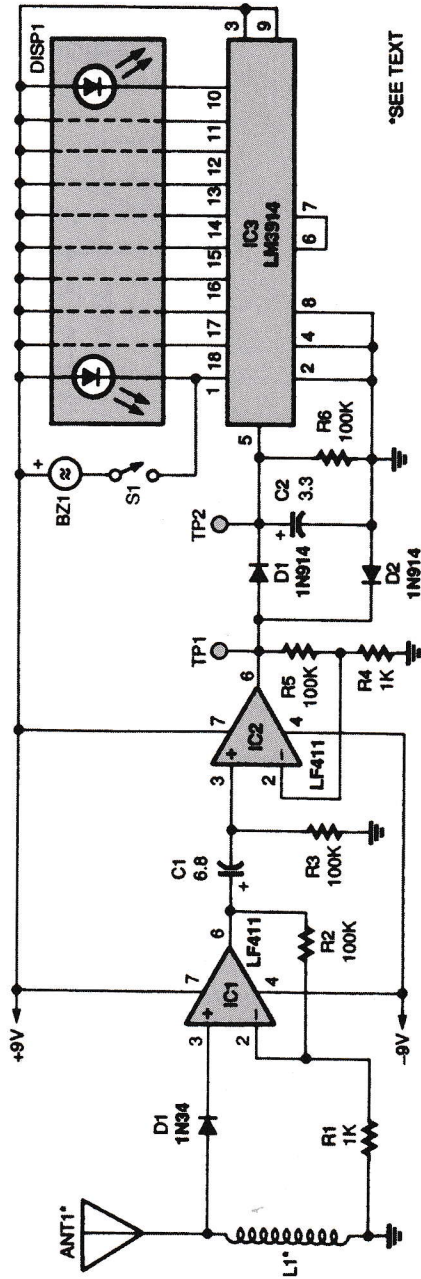 ANT1*
L1*
D1
1N34
R1
1K
+9V
3
2
7
4
6
+
−
IC1
LF411
R2
100K
−9V
C1
6.8
+
R3
100K
3
2
7
4
6
+
−
IC2
LF411
TP1
R5
100K
R4
1K
D1
1N914
D2
1N914
TP2
+
C2
3.3
R6
100K
BZ1
+
S1
DISP1
5
1
18
17
16
15
14
13
12
11
10
3
9
IC3
LM3914
2
4
8
6
7
*SEE TEXT